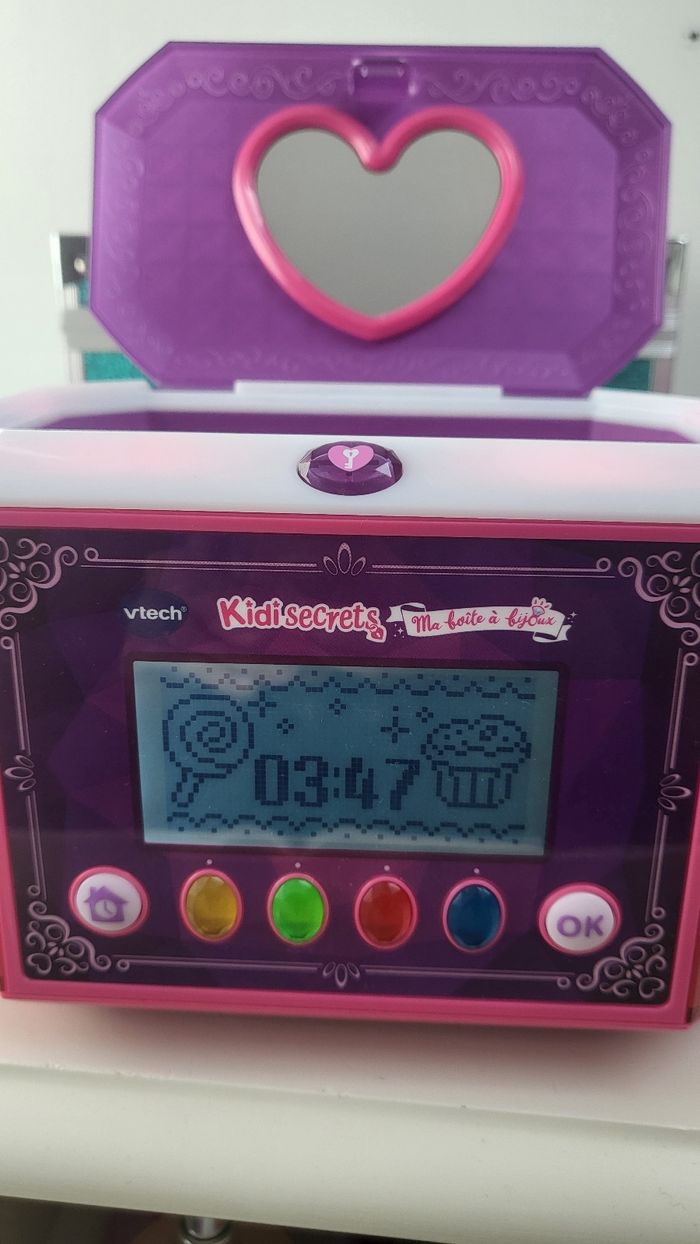 vtech®
Kidi secrets
Ma boîte à bijoux
03:47
OK